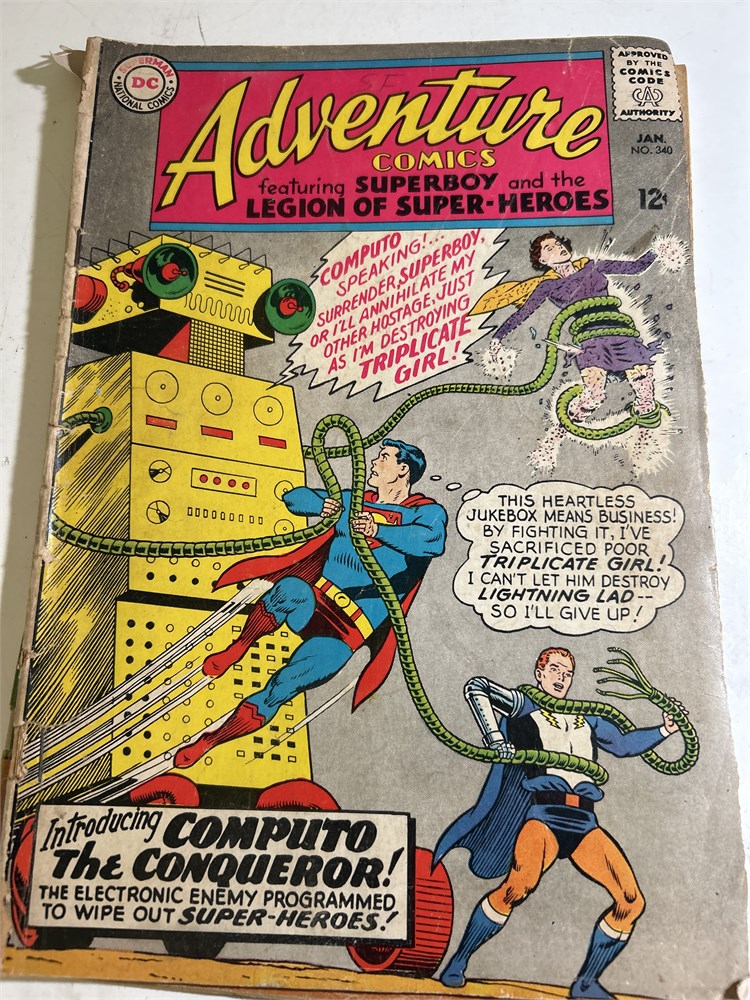 SUPERMAN
DC
NATIONAL COMICS
APPROVED
BY THE
COMICS
CODE
CA
AUTHORITY
SF
Adventure
COMICS
featuring SUPERBOY and the
LEGION OF SUPER-HEROES
JAN.
NO. 340
12¢
COMPUTO
SPEAKING!...
SURRENDER, SUPERBOY,
OR I'LL ANNIHILATE MY
OTHER HOSTAGE, JUST
AS I'M DESTROYING
TRIPLICATE
GIRL!
THIS HEARTLESS
JUKEBOX MEANS BUSINESS!
BY FIGHTING IT, I'VE
SACRIFICED POOR
TRIPLICATE GIRL!
I CAN'T LET HIM DESTROY
LIGHTNING LAD--
SO I'LL GIVE UP!
Introducing COMPUTO
THE CONQUEROR!
THE ELECTRONIC ENEMY PROGRAMMED
TO WIPE OUT SUPER-HEROES!